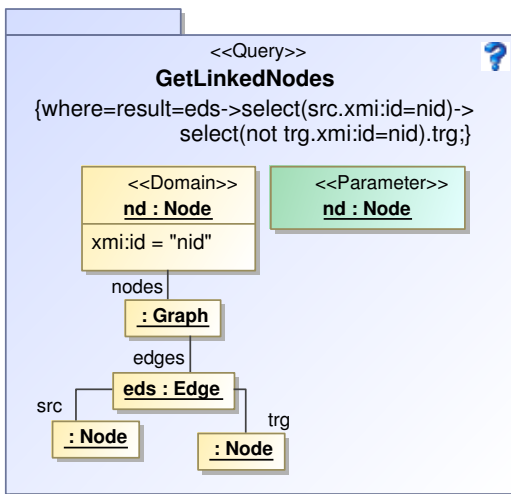 <<Query>>
GetLinkedNodes
{where=result=eds->select(src.xmi:id=nid)->
select(not trg.xmi:id=nid).trg;}
<<Domain>>
nd : Node
xmi:id = "nid"
<<Parameter>>
nd : Node
nodes
: Graph
edges
eds : Edge
src
trg
: Node
: Node